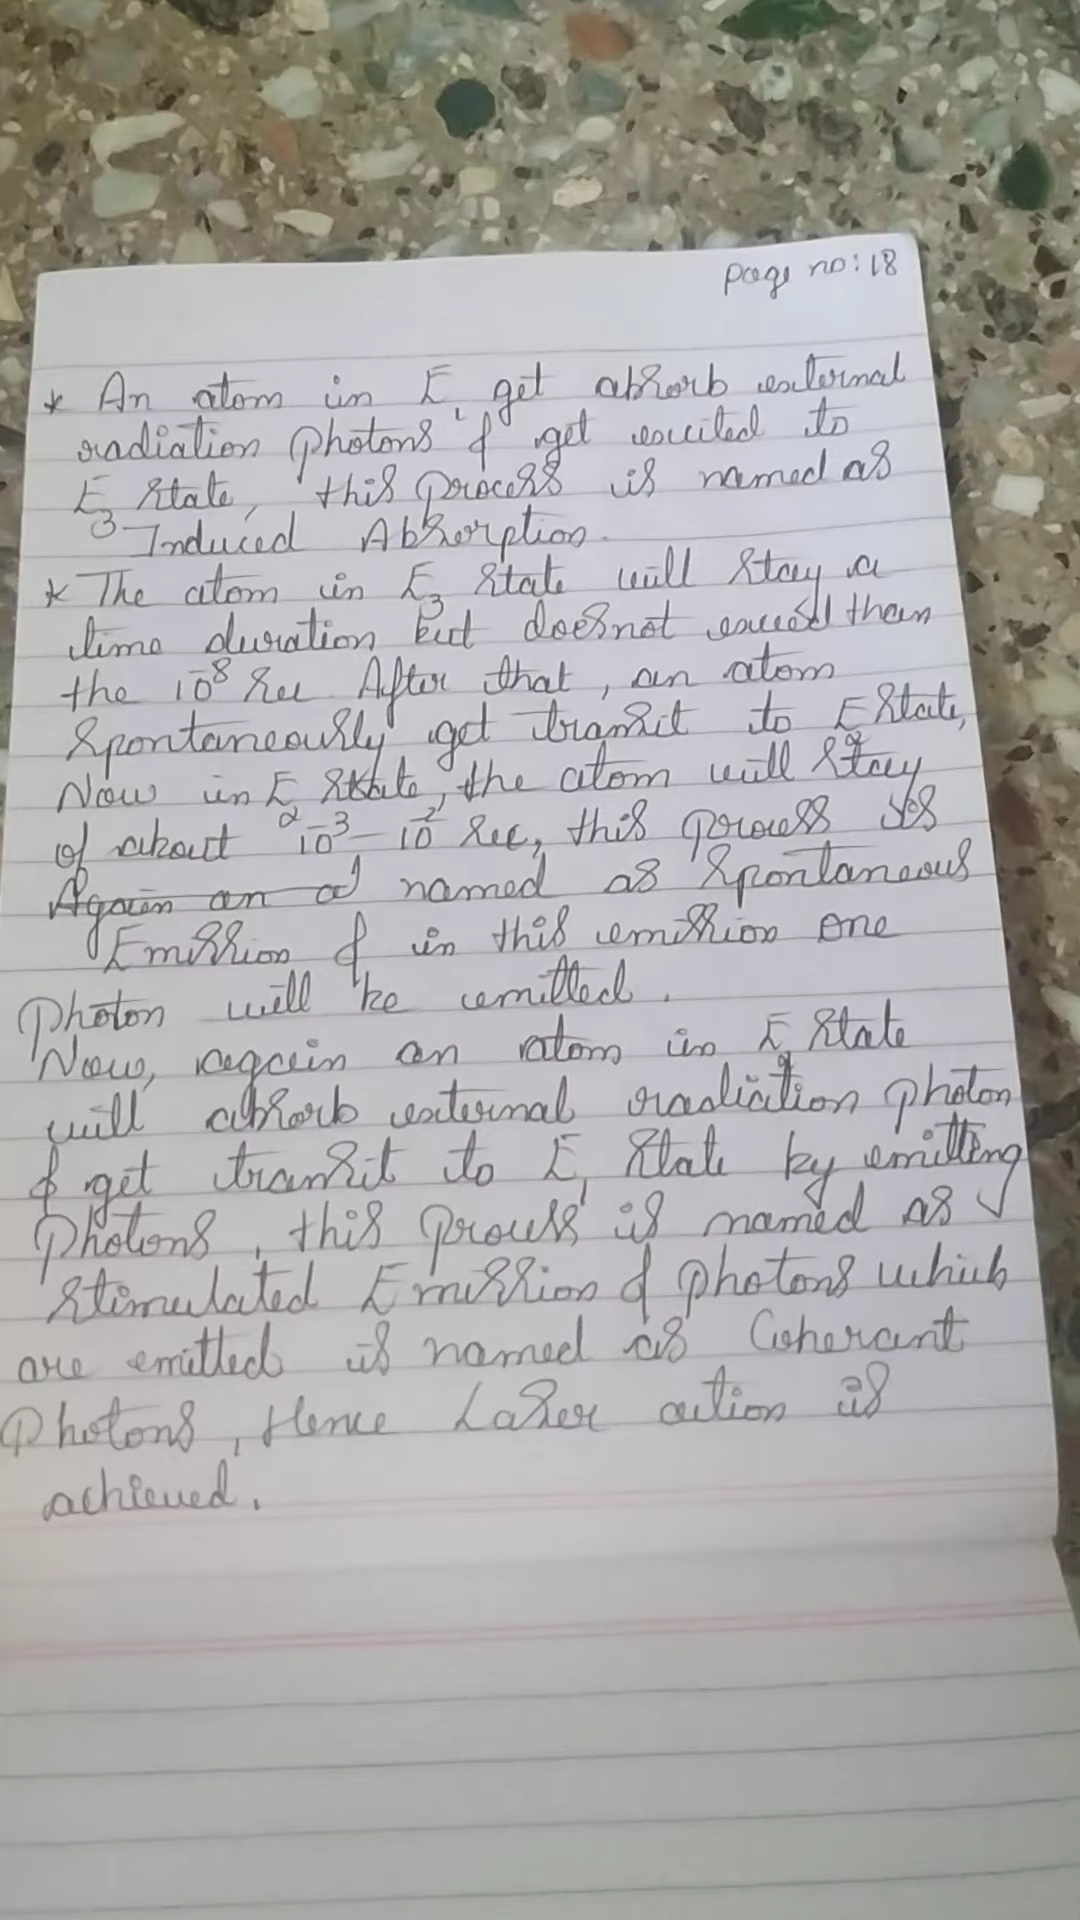 page no: 18
* An atom in E₁ get absorb external
radiation photons & get excited to
E₃ state, this process is named as
Induced Absorption.
* The atom in E₃ state will stay a
time duration but doesnot exceed than
the 10⁻⁸ sec. After that, an atom
spontaneously get transit to E₂ state,
Now in E₂ state, the atom will stay
of about 10⁻³ - 10⁻² sec, this process is
Again an a named as spontaneous
Emission & in this emission one
photon will be emitted.
Now, again an atom in E₂ state
will absorb external radiation photon
& get transit to E₁ state by emitting
photons, this process is named as
stimulated Emission & photons which
are emitted is named as Coherant
photons, Hence Laser action is
achieved.